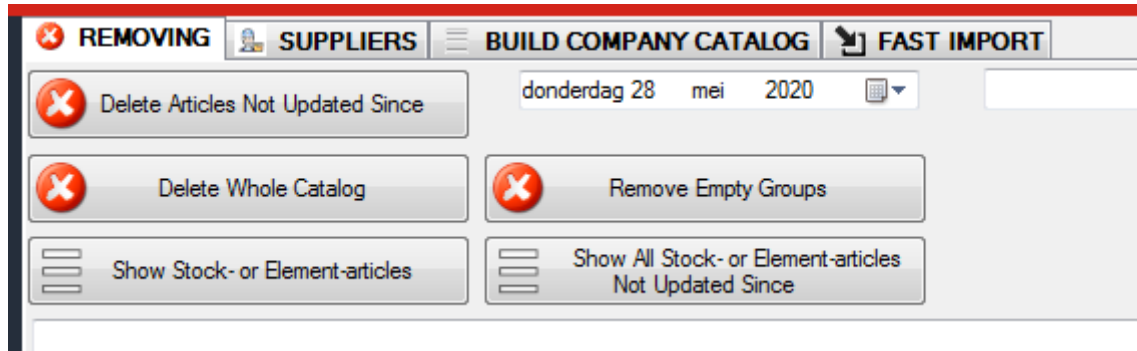 REMOVING SUPPLIERS BUILD COMPANY CATALOG FAST IMPORT
Delete Articles Not Updated Since
donderdag 28 mei 2020
Delete Whole Catalog
Remove Empty Groups
Show Stock- or Element-articles
Show All Stock- or Element-articles
Not Updated Since